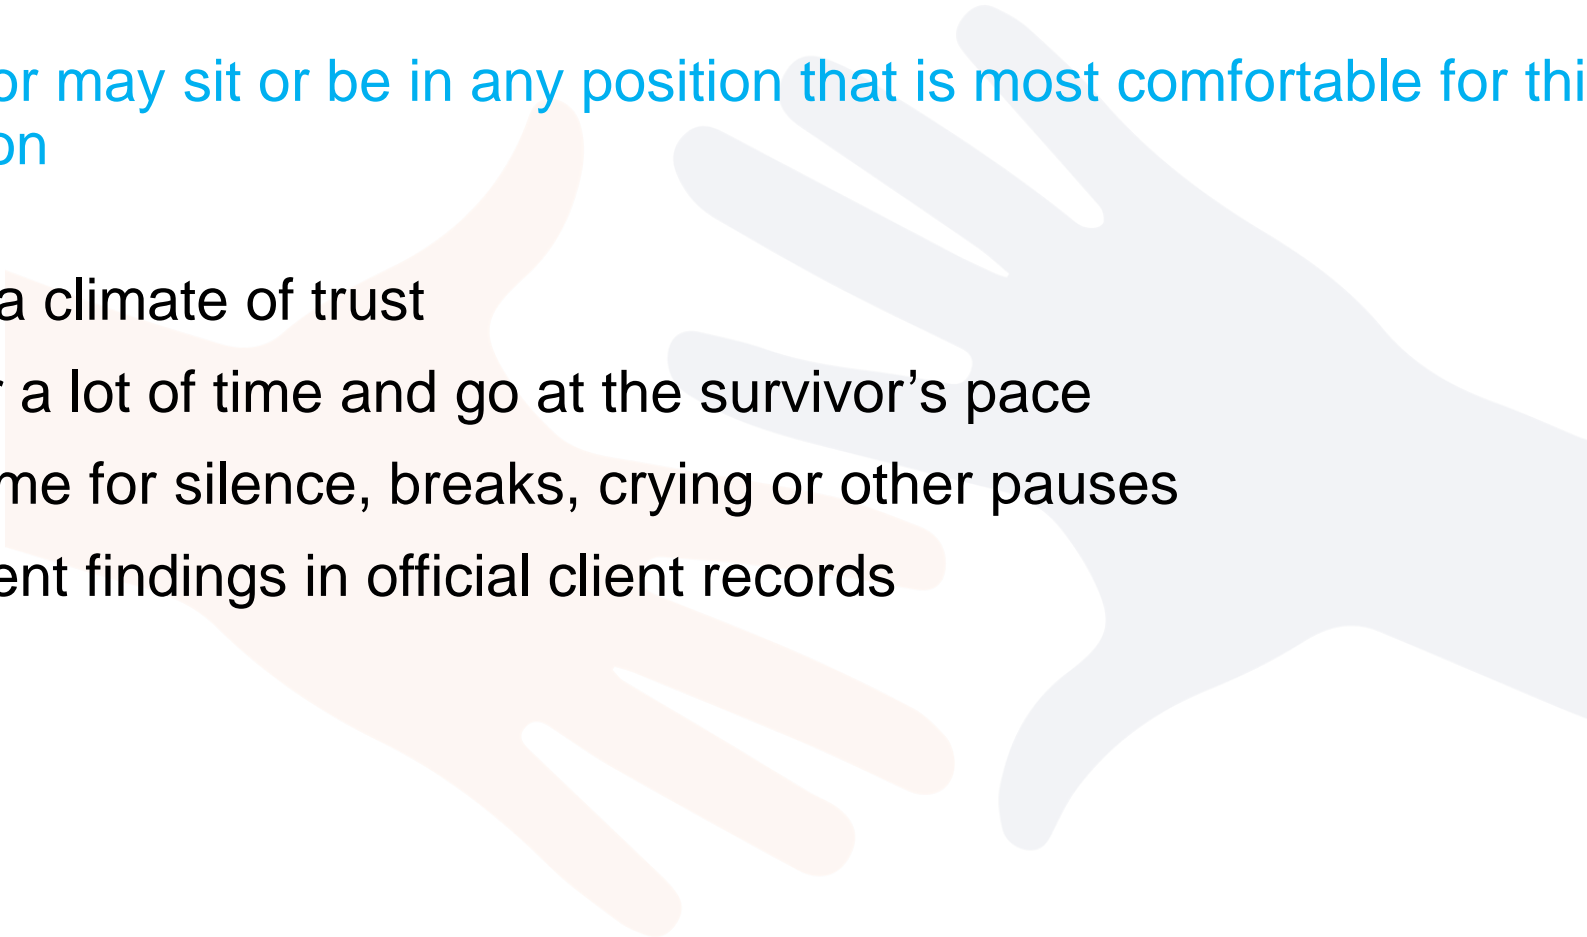 or may sit or be in any position that is most comfortable for thi
on
a climate of trust
r a lot of time and go at the survivor’s pace
me for silence, breaks, crying or other pauses
ent findings in official client records